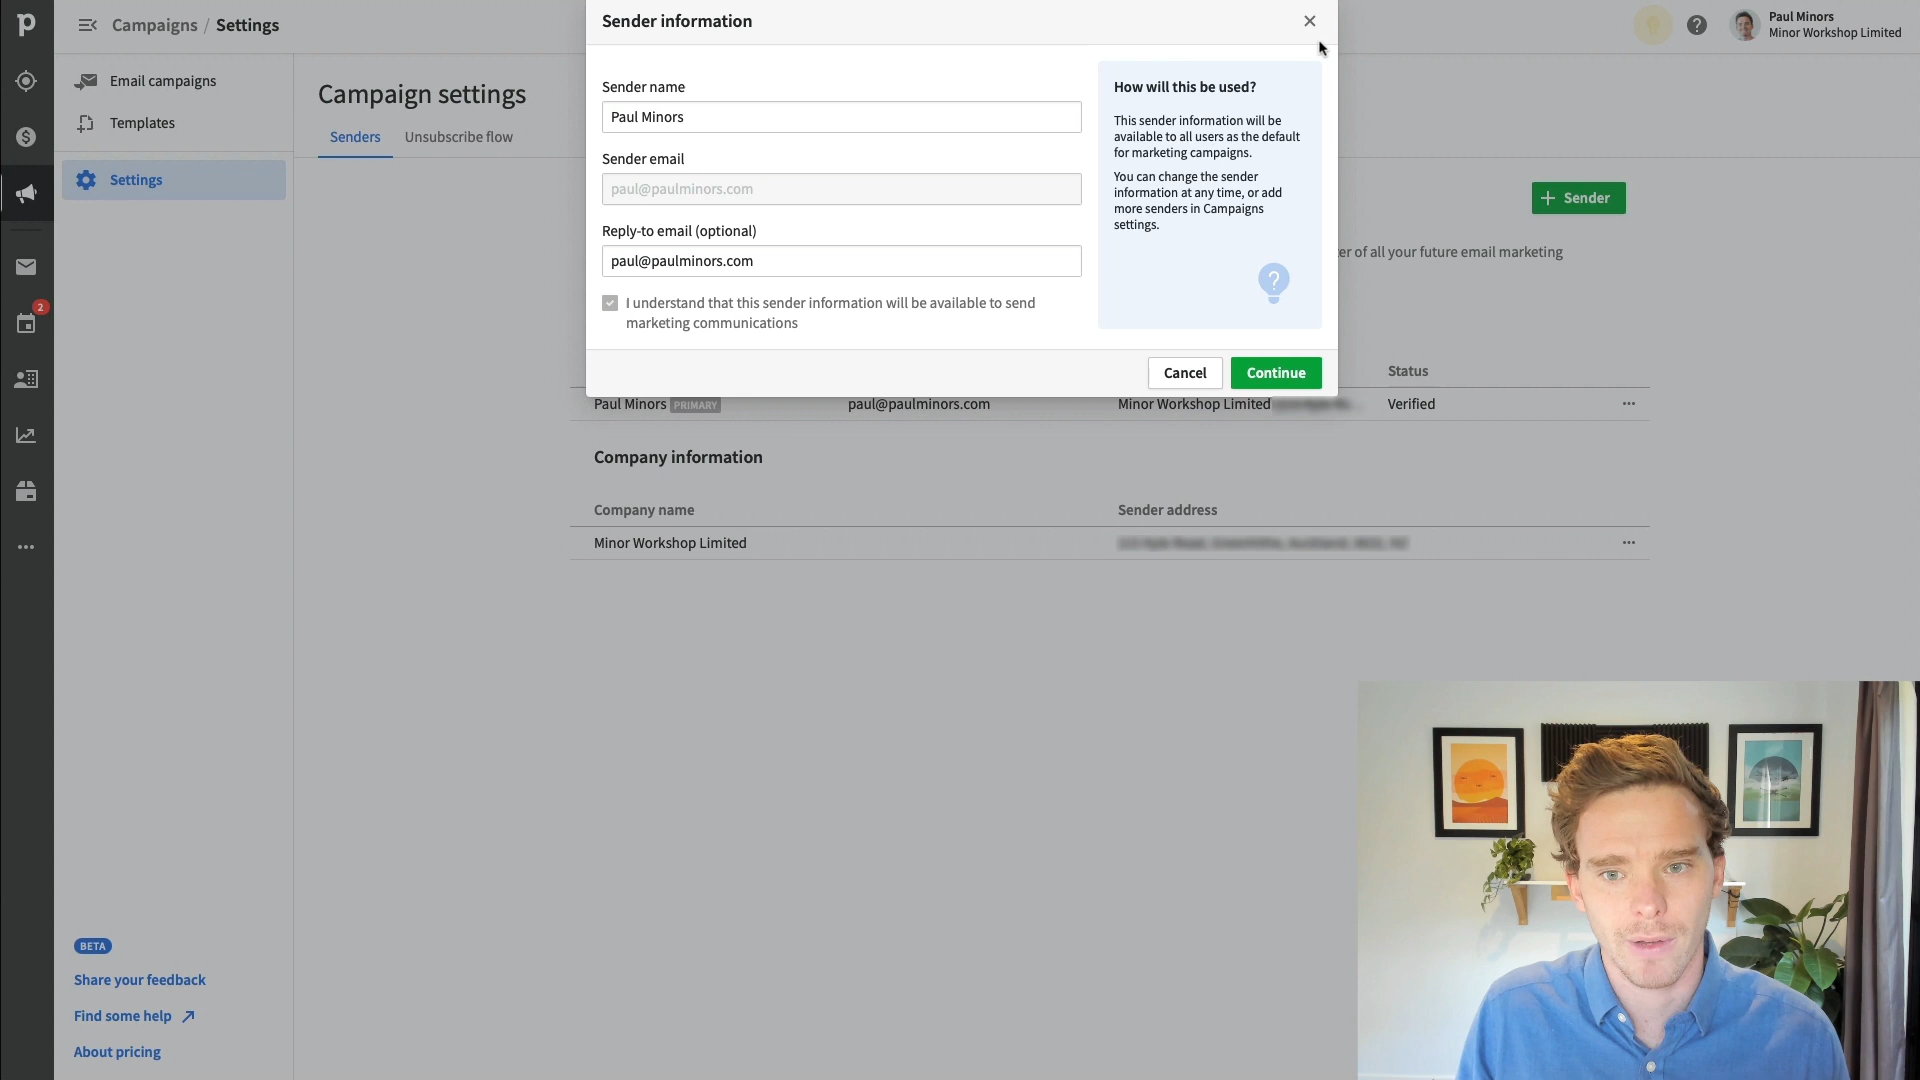 p
Campaigns / Settings
Paul Minors
Minor Workshop Limited
Email campaigns
Templates
Settings
2
Campaign settings
Senders
Unsubscribe flow
+ Sender
er of all your future email marketing
Sender information
Sender name
Paul Minors
Sender email
paul@paulminors.com
Reply-to email (optional)
paul@paulminors.com
I understand that this sender information will be available to send
marketing communications
How will this be used?
This sender information will be
available to all users as the default
for marketing campaigns.
You can change the sender
information at any time, or add
more senders in Campaigns
settings.
Cancel
Continue
Status
Paul Minors PRIMARY
paul@paulminors.com
Minor Workshop Limited
Verified
Company information
Company name
Sender address
Minor Workshop Limited
BETA
Share your feedback
Find some help
About pricing